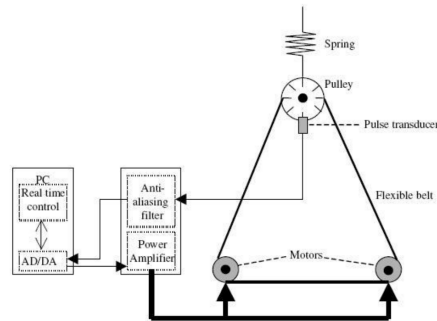 Spring
Pulley
Pulse transducer
PC
Real time
control
Anti-
aliasing
filter
Flexible belt
Power
Amplifier
AD/DA
Motors